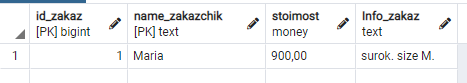 id_zakaz name_zakazchik stoimost Info_zakaz
[PK] bigint [PK] text money text
1 1 Maria 900,00 surok. size M.